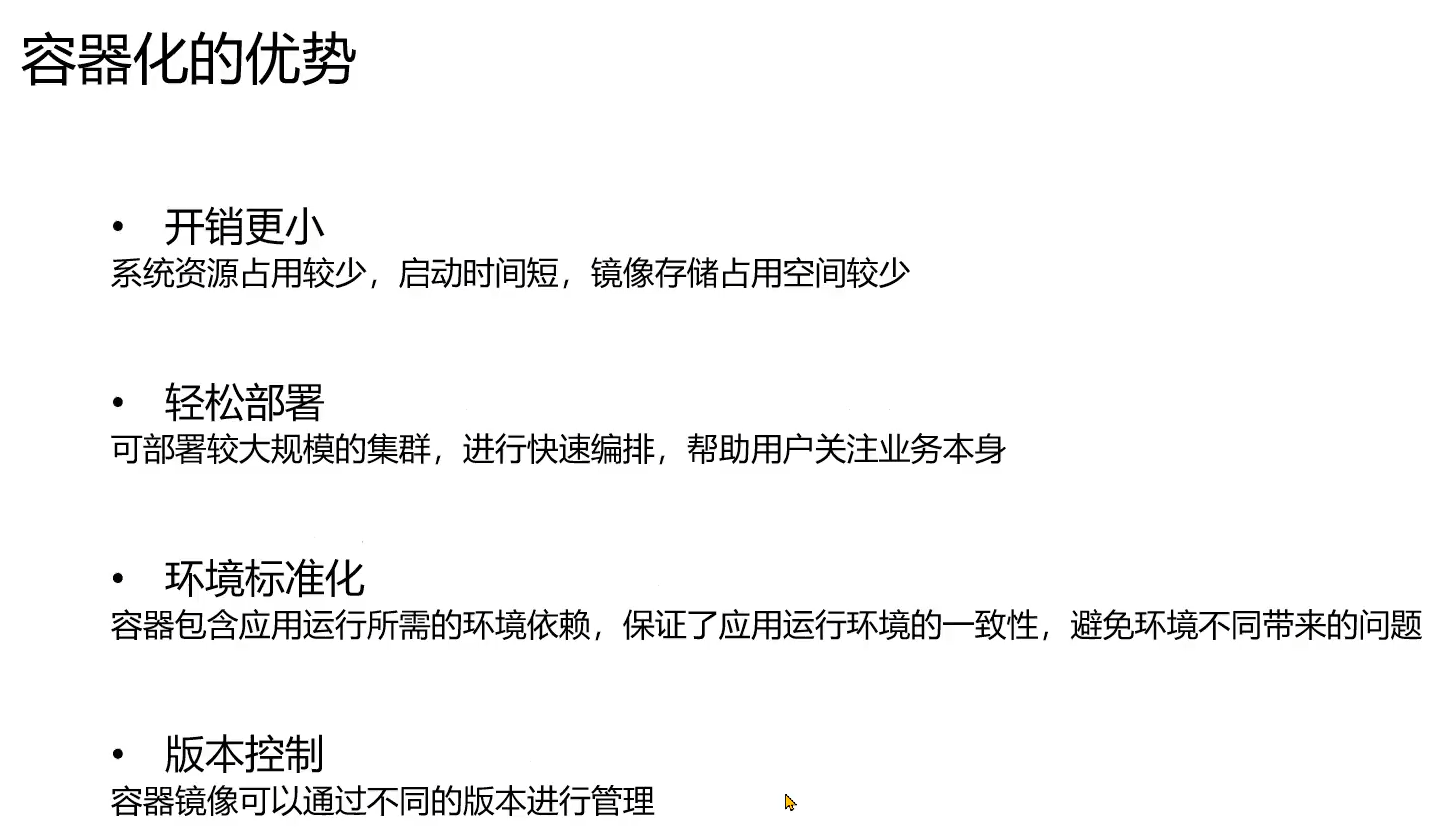 容器化的优势
• 开销更小
系统资源占用较少，启动时间短，镜像存储占用空间较少
• 轻松部署
可部署较大规模的集群，进行快速编排，帮助用户关注业务本身
• 环境标准化
容器包含应用运行所需的环境依赖，保证了应用运行环境的一致性，避免环境不同带来的问题
• 版本控制
容器镜像可以通过不同的版本进行管理